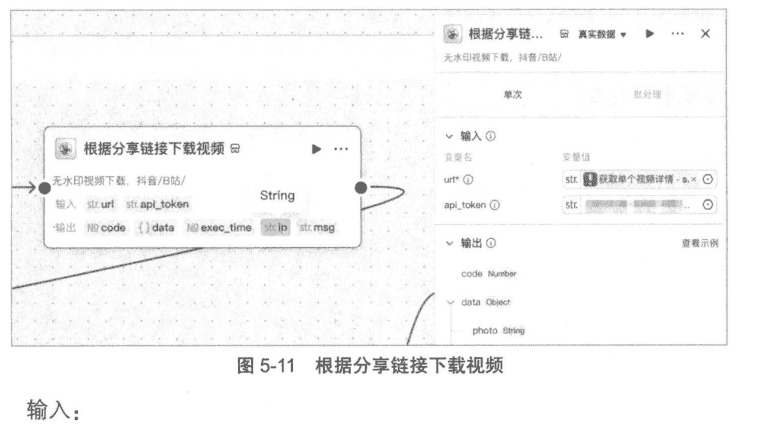 根据分享链... 真实数据
无水印视频下载、抖音/B站/
单次 批处理
输入
变量名 变量值
url* str. 获取单个视频详情 - s. ×
api_token str. ...
输出 查看示例
code Number
data Object
photo String
根据分享链接下载视频
无水印视频下载、抖音/B站/
String
输入 str.url str.api_token
输出 No code {} data No exec_time str.ip str.msg
图 5-11 根据分享链接下载视频
输入：